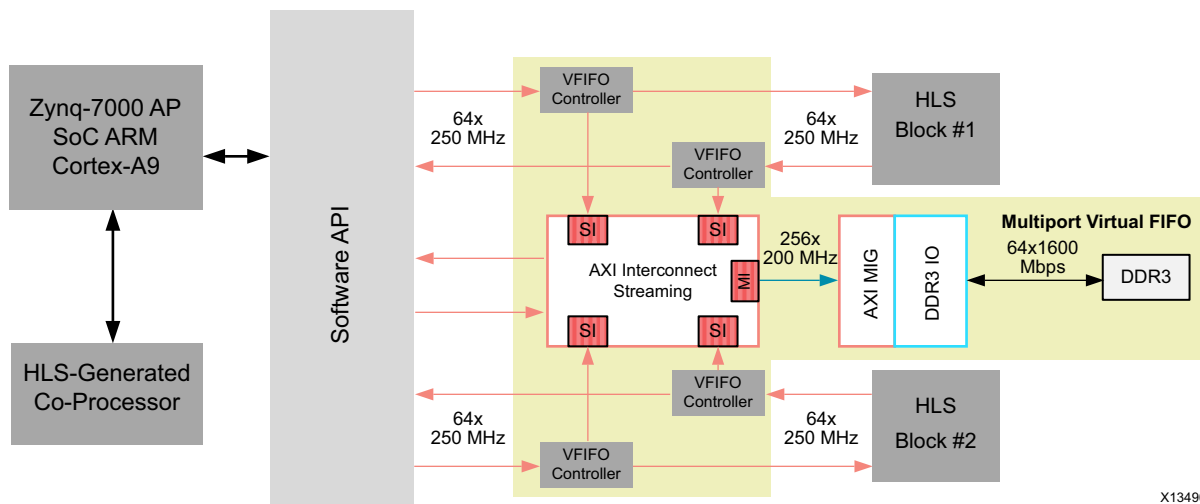 Zynq-7000 AP
SoC ARM
Cortex-A9
HLS-Generated
Co-Processor
Software API
64x
250 MHz
VFIFO
Controller
64x
250 MHz
HLS
Block #1
VFIFO
Controller
SI
SI
AXI Interconnect
Streaming
MI
SI
SI
256x
200 MHz
AXI MIG
DDR3 IO
Multiport Virtual FIFO
64x1600
Mbps
DDR3
VFIFO
Controller
64x
250 MHz
VFIFO
Controller
64x
250 MHz
HLS
Block #2
X1349